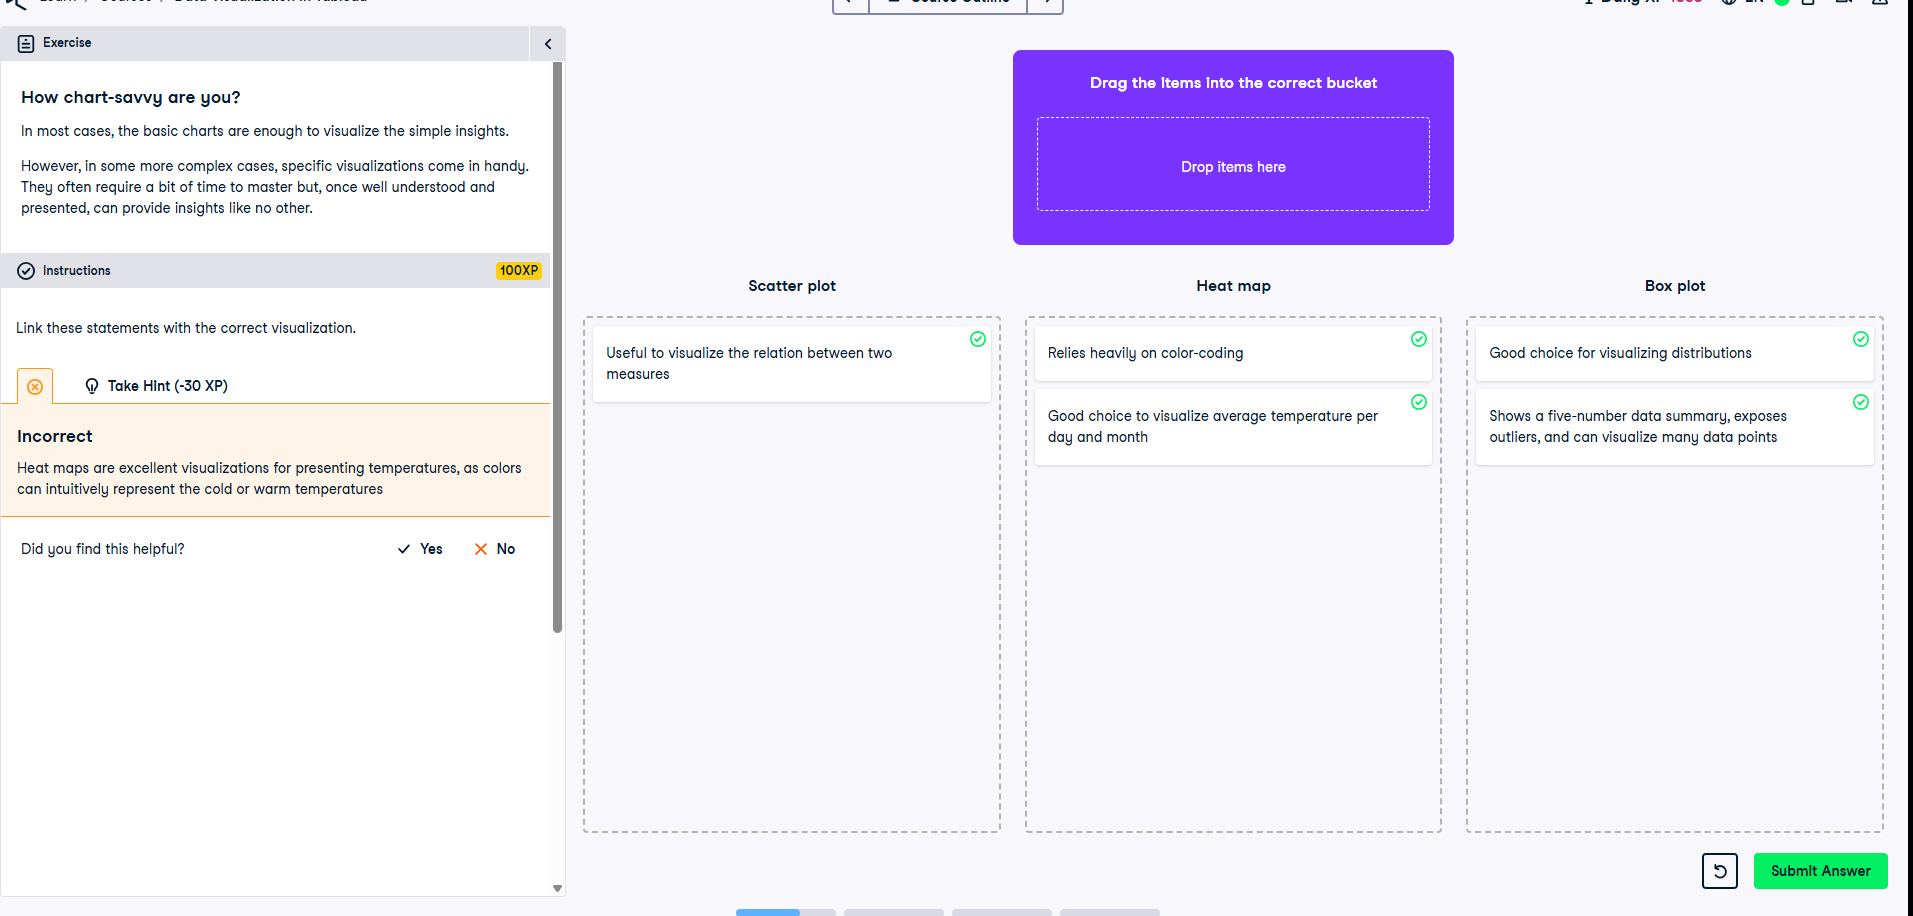 Exercise
How chart-savvy are you?
In most cases, the basic charts are enough to visualize the simple insights.
However, in some more complex cases, specific visualizations come in handy.
They often require a bit of time to master but, once well understood and
presented, can provide insights like no other.
Instructions
100XP
Link these statements with the correct visualization.
Take Hint (-30 XP)
Incorrect
Heat maps are excellent visualizations for presenting temperatures, as colors
can intuitively represent the cold or warm temperatures
Did you find this helpful?
Yes
No
Drag the items into the correct bucket
Drop items here
Scatter plot
Useful to visualize the relation between two
measures
Heat map
Relies heavily on color-coding
Good choice to visualize average temperature per
day and month
Box plot
Good choice for visualizing distributions
Shows a five-number data summary, exposes
outliers, and can visualize many data points
Submit Answer